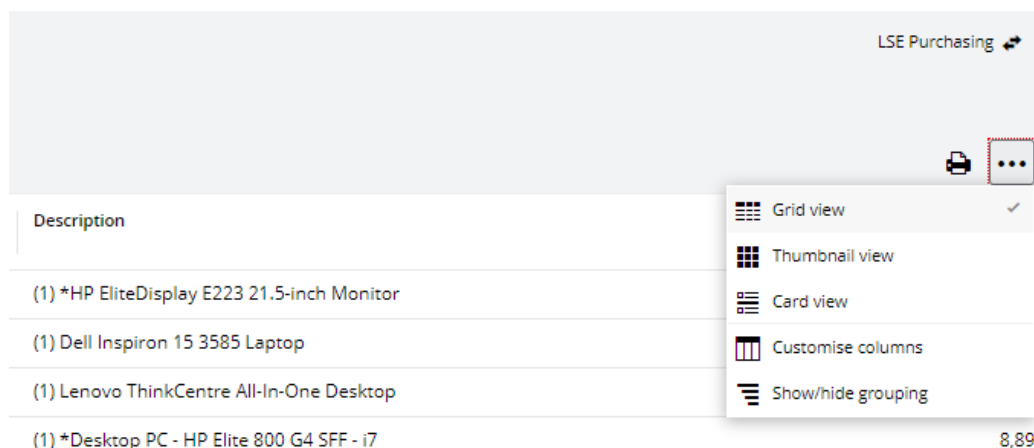 LSE Purchasing
Description
Grid view
Thumbnail view
Card view
Customise columns
Show/hide grouping
(1) *HP EliteDisplay E223 21.5-inch Monitor
(1) Dell Inspiron 15 3585 Laptop
(1) Lenovo ThinkCentre All-In-One Desktop
(1) *Desktop PC - HP Elite 800 G4 SFF - i7
8,89